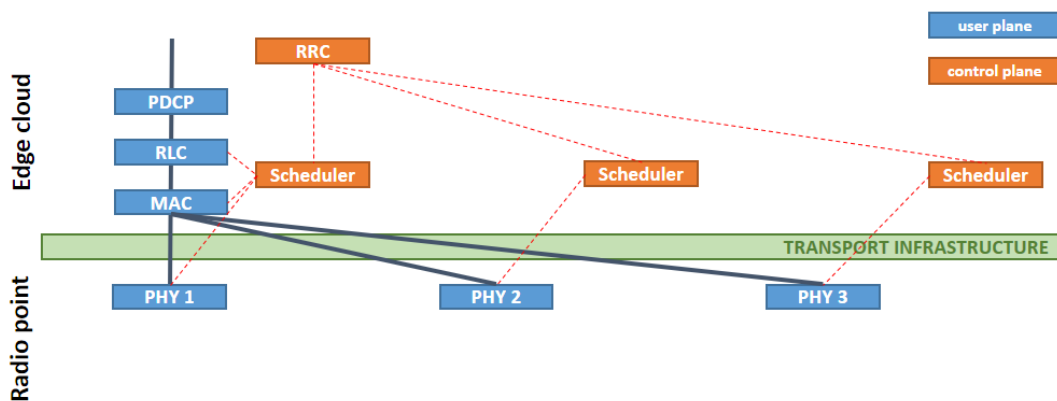 user plane
RRC
control plane
Edge cloud
PDCP
RLC
Scheduler
Scheduler
Scheduler
MAC
TRANSPORT INFRASTRUCTURE
Radio point
PHY 1
PHY 2
PHY 3